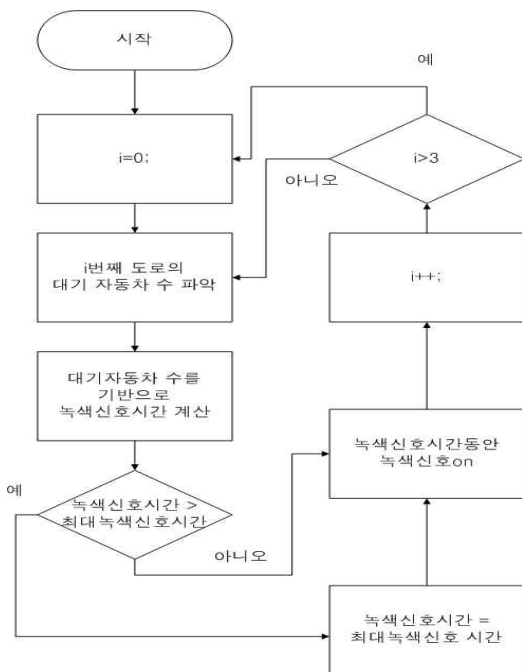 시작
i=0;
i번째 도로의
대기 자동차 수 파악
대기자동차 수를
기반으로
녹색신호시간 계산
녹색신호시간 >
최대녹색신호시간
예
아니오
녹색신호시간 =
최대녹색신호 시간
녹색신호시간동안
녹색신호on
i++;
i>3
예
아니오